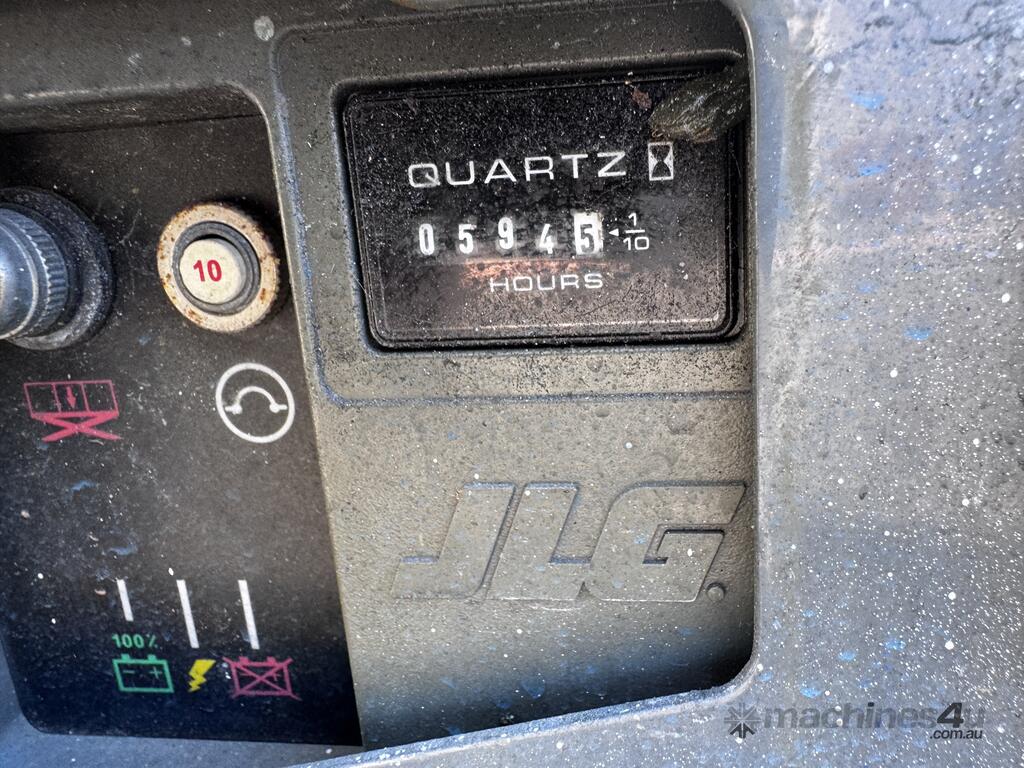 QUARTZ
05945 1/10
HOURS
10
JLG
100%
machines4u
.com.au